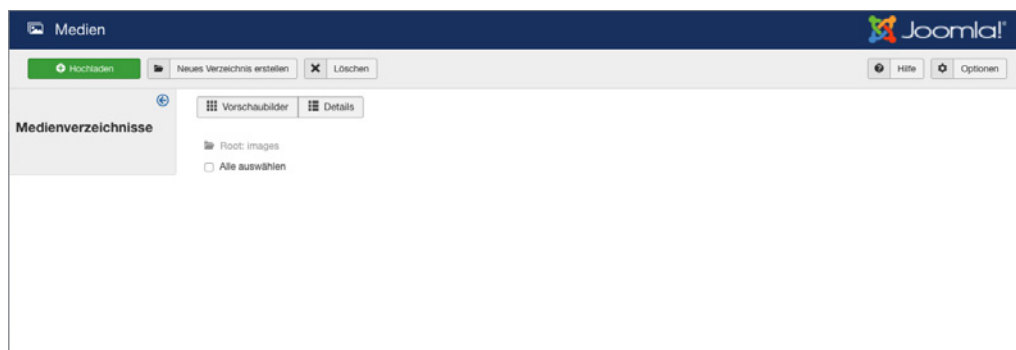 Medien
Joomla!®
Hochladen
Neues Verzeichnis erstellen
Löschen
Hilfe
Optionen
Medienverzeichnisse
Vorschaubilder
Details
Root: images
Alle auswählen